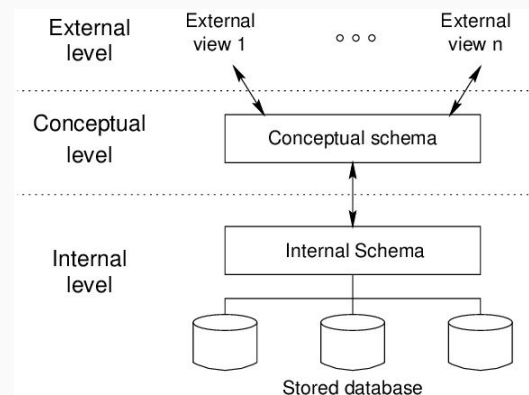 External
level
External
view 1
External
view n
Conceptual
level
Conceptual schema
Internal
level
Internal Schema
Stored database